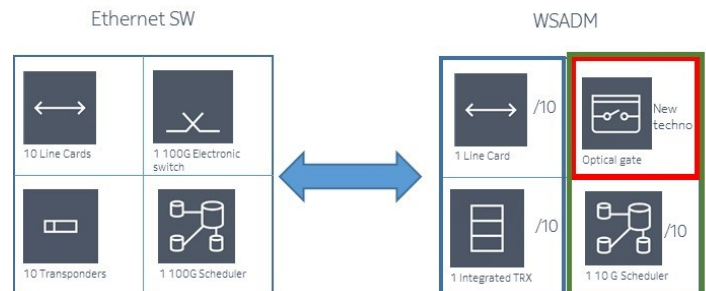 Ethernet SW
WSADM
10 Line Cards
1 100G Electronic
switch
10 Transponders
1 100G Scheduler
/10
1 Line Card
New
techno
Optical gate
/10
1 Integrated TRX
/10
1 10 G Scheduler